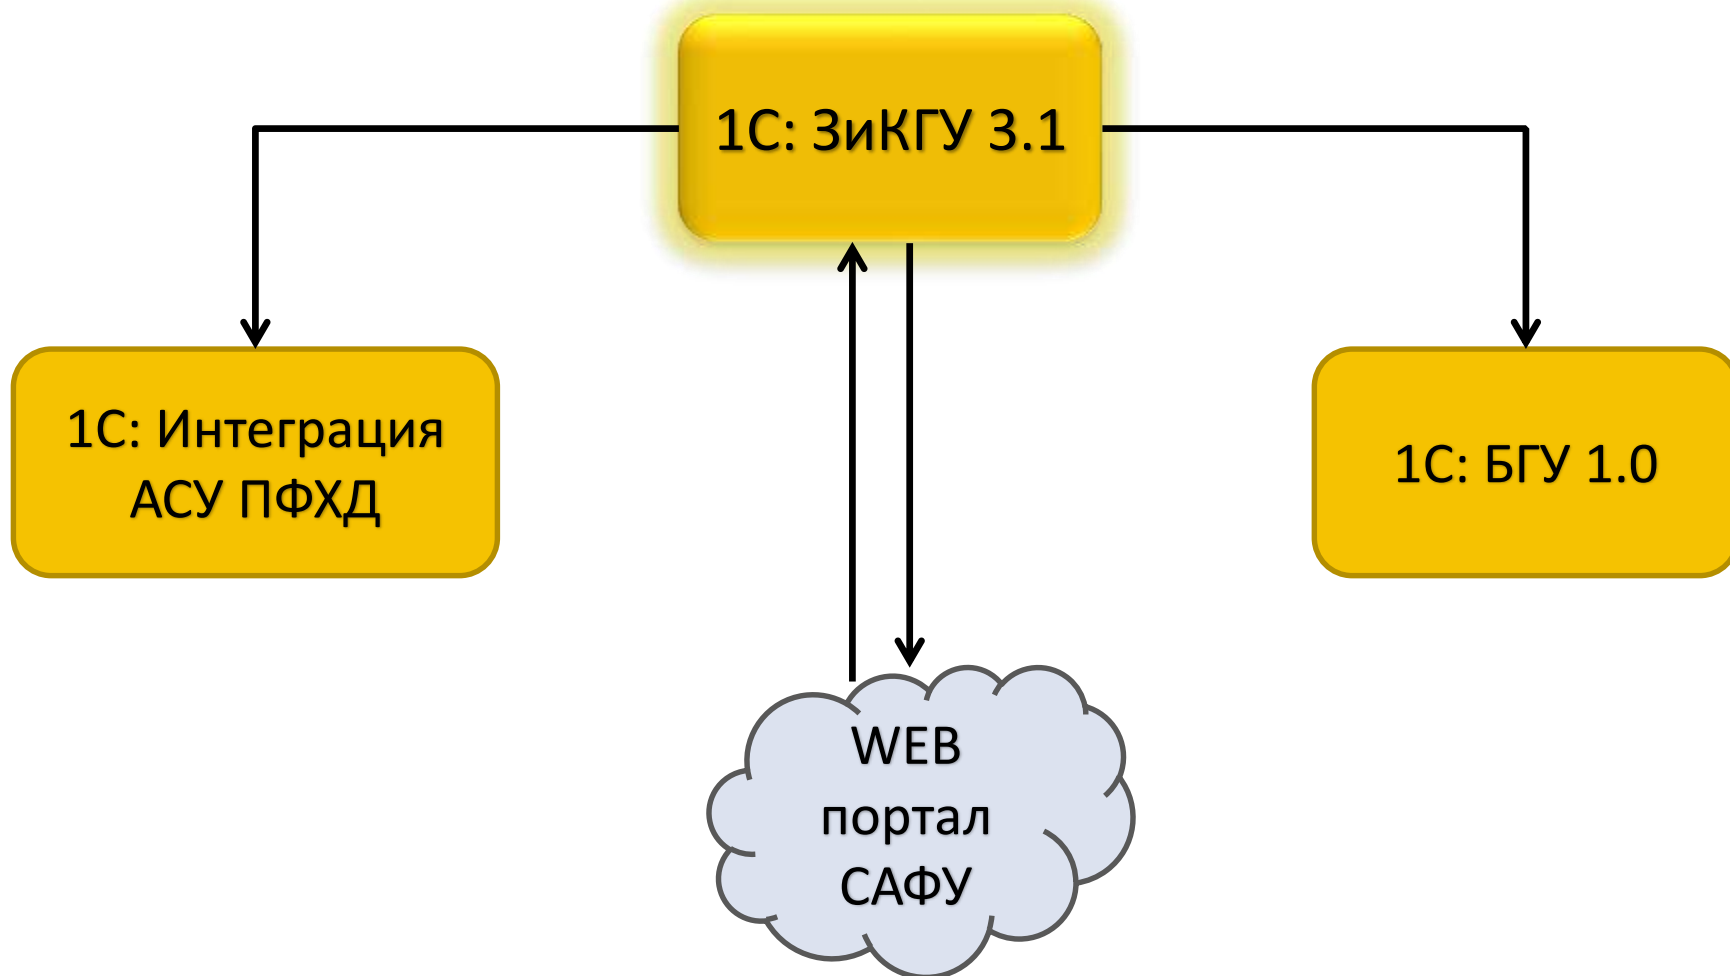 1С: ЗиКГУ 3.1
1С: Интеграция
АСУ ПФХД
1С: БГУ 1.0
WEB
портал
САФУ